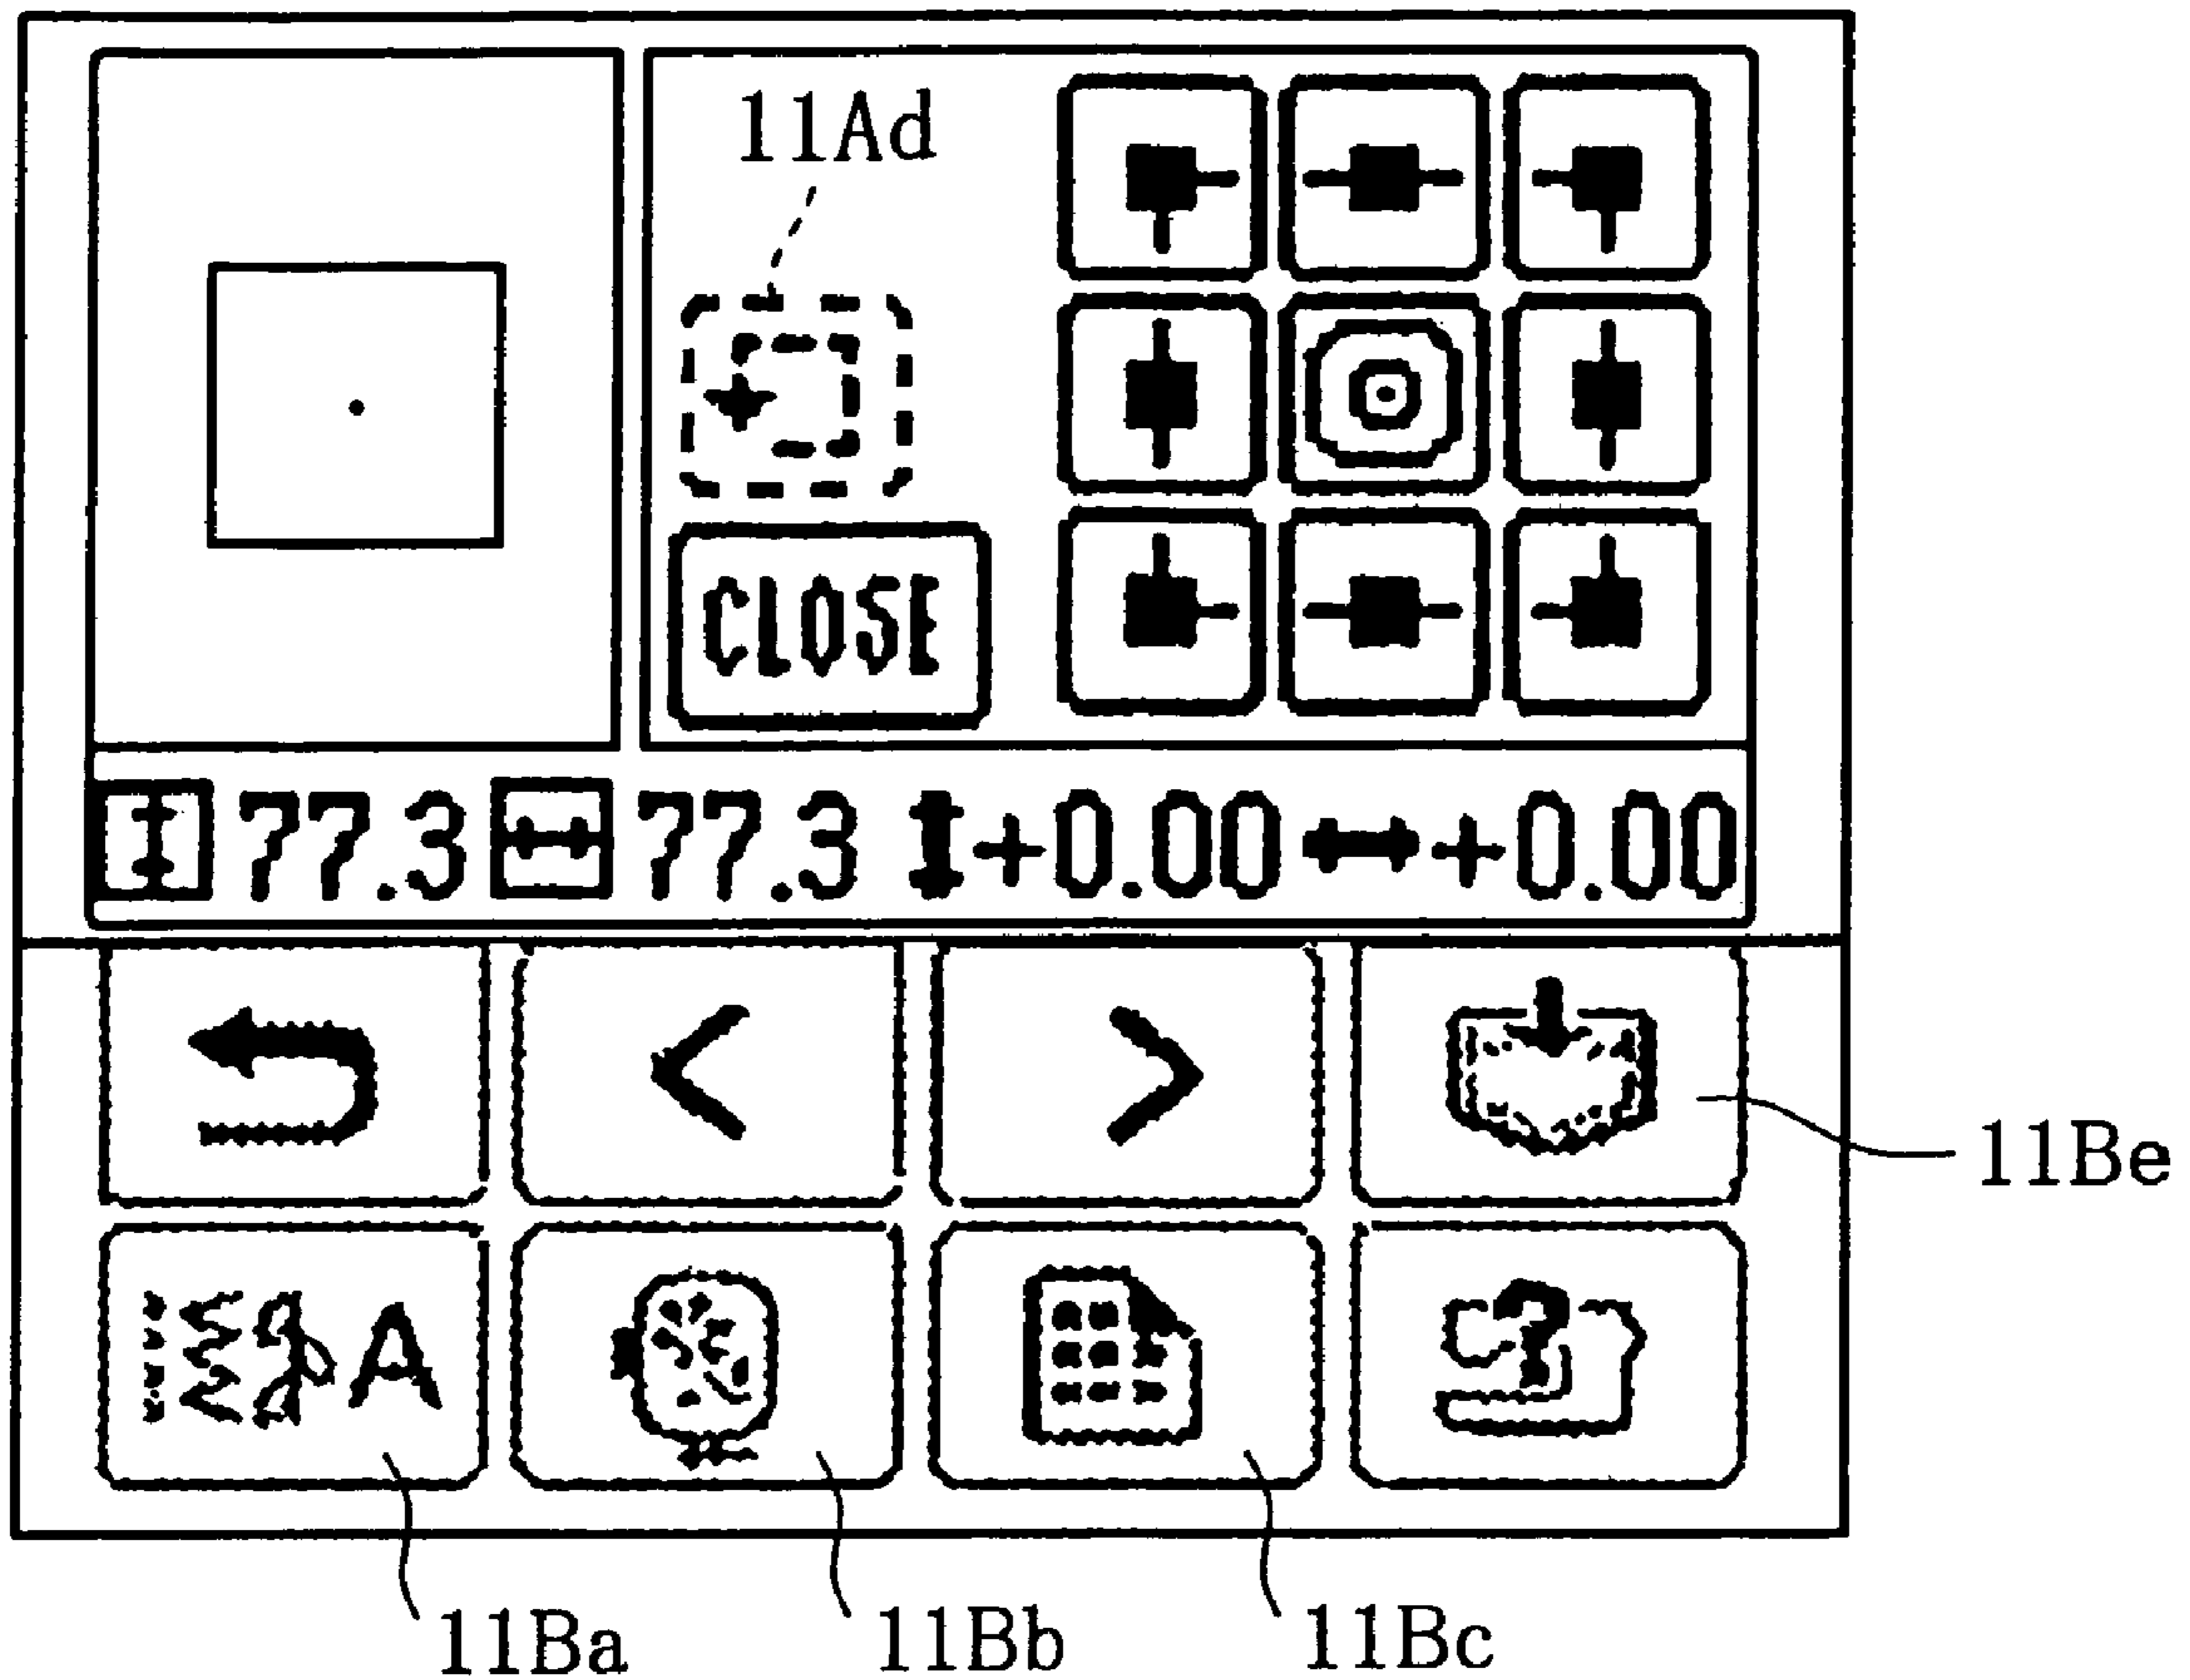 11Ad
CLOSE
77.3 77.3 +0.00 +0.00
< >
11Be
A
11Ba 11Bb 11Bc